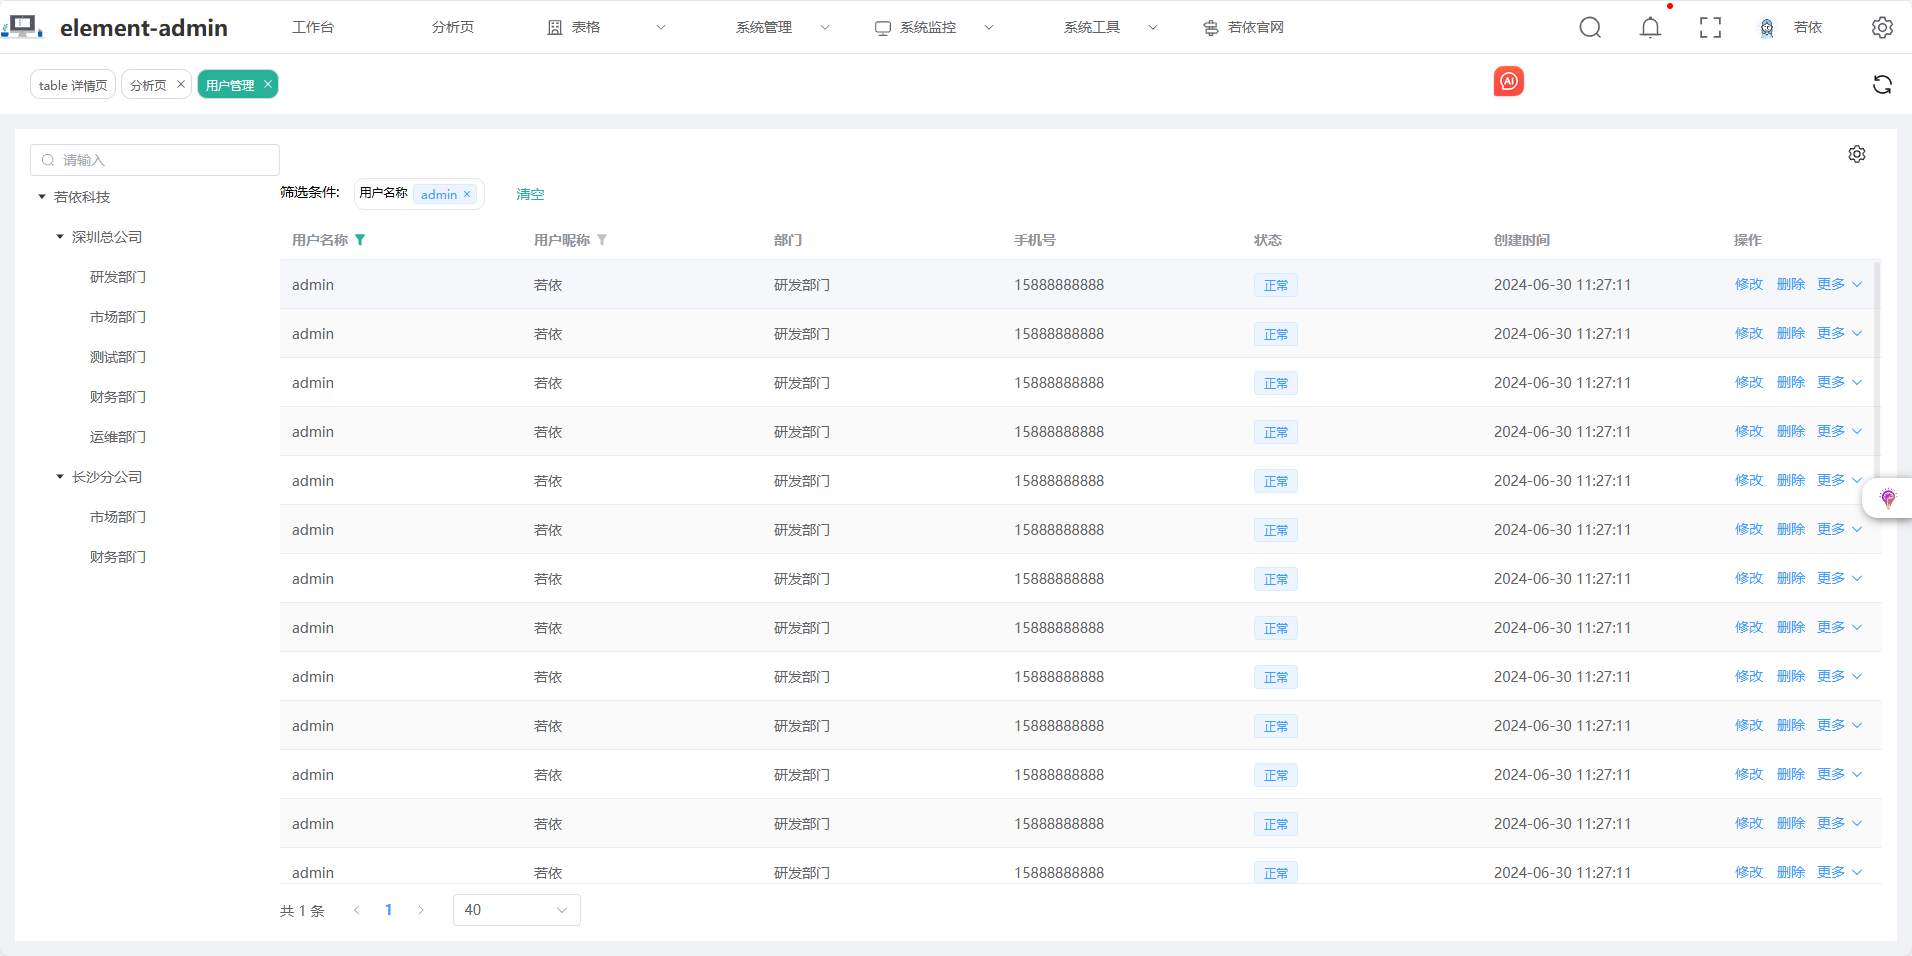 element-admin 工作台 分析页 表格 系统管理 系统监控 系统工具 若依官网 若依
table 详情页 分析页 × 用户管理 × AI
请输入
若依科技
深圳总公司
研发部门
市场部门
测试部门
财务部门
运维部门
长沙分公司
市场部门
财务部门
筛选条件: 用户名称 admin × 清空
用户名称 用户昵称 部门 手机号 状态 创建时间 操作
admin 若依 研发部门 15888888888 正常 2024-06-30 11:27:11 修改 删除 更多
admin 若依 研发部门 15888888888 正常 2024-06-30 11:27:11 修改 删除 更多
admin 若依 研发部门 15888888888 正常 2024-06-30 11:27:11 修改 删除 更多
admin 若依 研发部门 15888888888 正常 2024-06-30 11:27:11 修改 删除 更多
admin 若依 研发部门 15888888888 正常 2024-06-30 11:27:11 修改 删除 更多
admin 若依 研发部门 15888888888 正常 2024-06-30 11:27:11 修改 删除 更多
admin 若依 研发部门 15888888888 正常 2024-06-30 11:27:11 修改 删除 更多
admin 若依 研发部门 15888888888 正常 2024-06-30 11:27:11 修改 删除 更多
admin 若依 研发部门 15888888888 正常 2024-06-30 11:27:11 修改 删除 更多
admin 若依 研发部门 15888888888 正常 2024-06-30 11:27:11 修改 删除 更多
admin 若依 研发部门 15888888888 正常 2024-06-30 11:27:11 修改 删除 更多
admin 若依 研发部门 15888888888 正常 2024-06-30 11:27:11 修改 删除 更多
admin 若依 研发部门 15888888888 正常 2024-06-30 11:27:11 修改 删除 更多
共 1 条 1 40